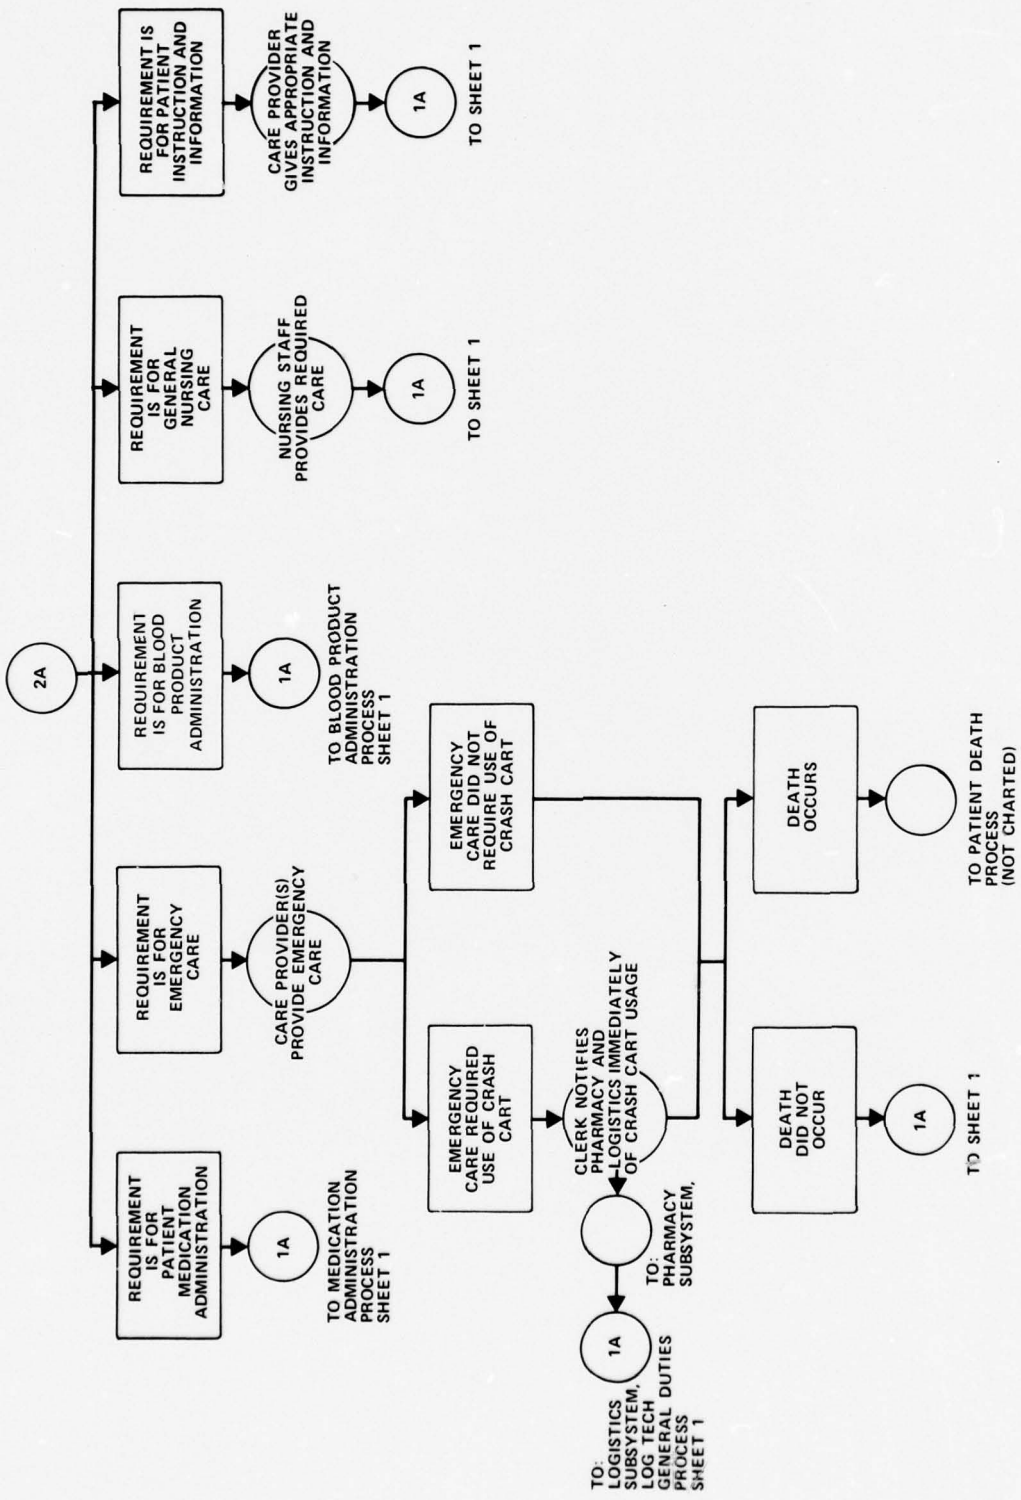 2A
REQUIREMENT
IS FOR
PATIENT
MEDICATION
ADMINISTRATION
1A
TO MEDICATION
ADMINISTRATION
PROCESS
SHEET 1
REQUIREMENT
IS FOR
EMERGENCY
CARE
CARE PROVIDER(S)
PROVIDE EMERGENCY
CARE
REQUIREMENT
IS FOR BLOOD
PRODUCT
ADMINISTRATION
1A
TO BLOOD PRODUCT
ADMINISTRATION
PROCESS
SHEET 1
REQUIREMENT
IS FOR
GENERAL
NURSING
CARE
NURSING STAFF
PROVIDES REQUIRED
CARE
1A
TO SHEET 1
REQUIREMENT IS
FOR PATIENT
INSTRUCTION AND
INFORMATION
CARE PROVIDER
GIVES APPROPRIATE
INSTRUCTION AND
INFORMATION
1A
TO SHEET 1
EMERGENCY
CARE REQUIRED
USE OF CRASH
CART
EMERGENCY
CARE DID NOT
REQUIRE USE OF
CRASH CART
CLERK NOTIFIES
PHARMACY AND
LOGISTICS IMMEDIATELY
OF CRASH CART USAGE
TO:
PHARMACY
SUBSYSTEM,
1A
TO:
LOGISTICS
SUBSYSTEM,
LOG TECH
GENERAL DUTIES
PROCESS
SHEET 1
DEATH
DID NOT
OCCUR
1A
TO SHEET 1
DEATH
OCCURS
TO PATIENT DEATH
PROCESS
(NOT CHARTED)